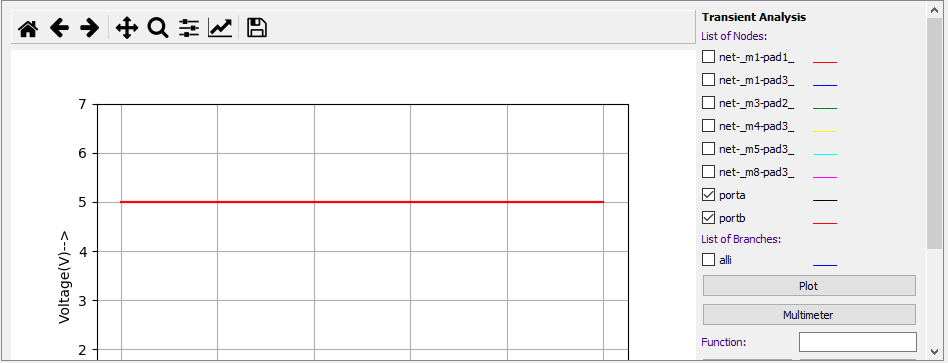 Transient Analysis
List of Nodes:
net-_m1-pad1_
net-_m1-pad3_
net-_m3-pad2_
net-_m4-pad3_
net-_m5-pad3_
net-_m8-pad3_
porta
portb
List of Branches:
alli
Plot
Multimeter
Function:
7
6
5
4
3
2
Voltage(V)-->